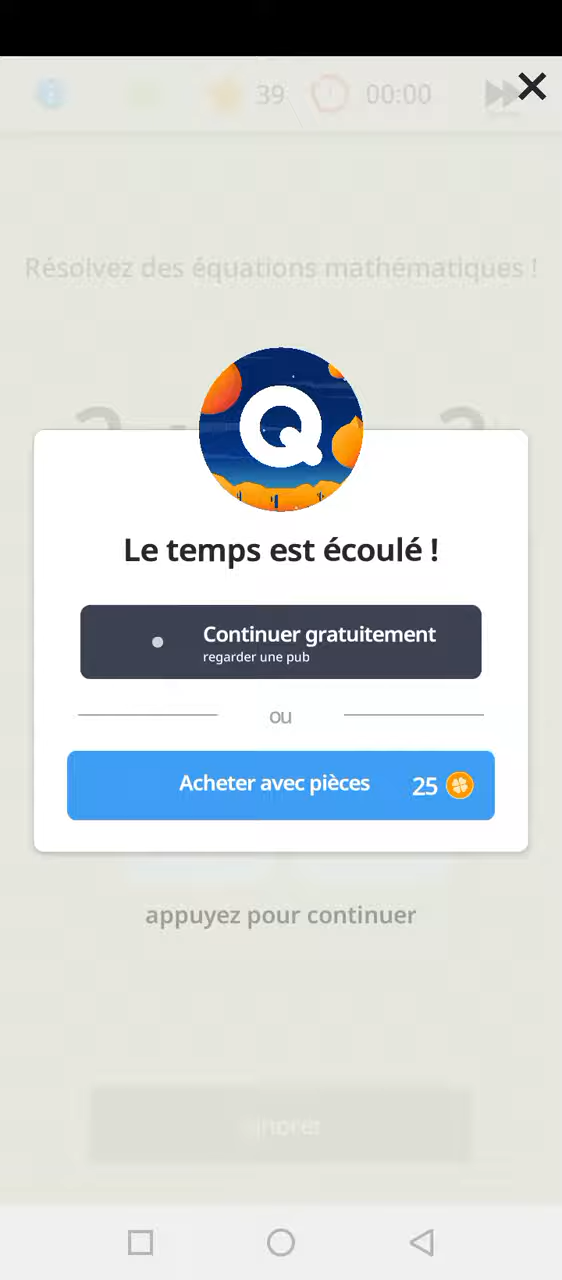 39 00:00
Résolvez des équations mathématiques !
Q
Le temps est écoulé !
Continuer gratuitement
regarder une pub
ou
Acheter avec pièces 25
appuyez pour continuer
Ignorer